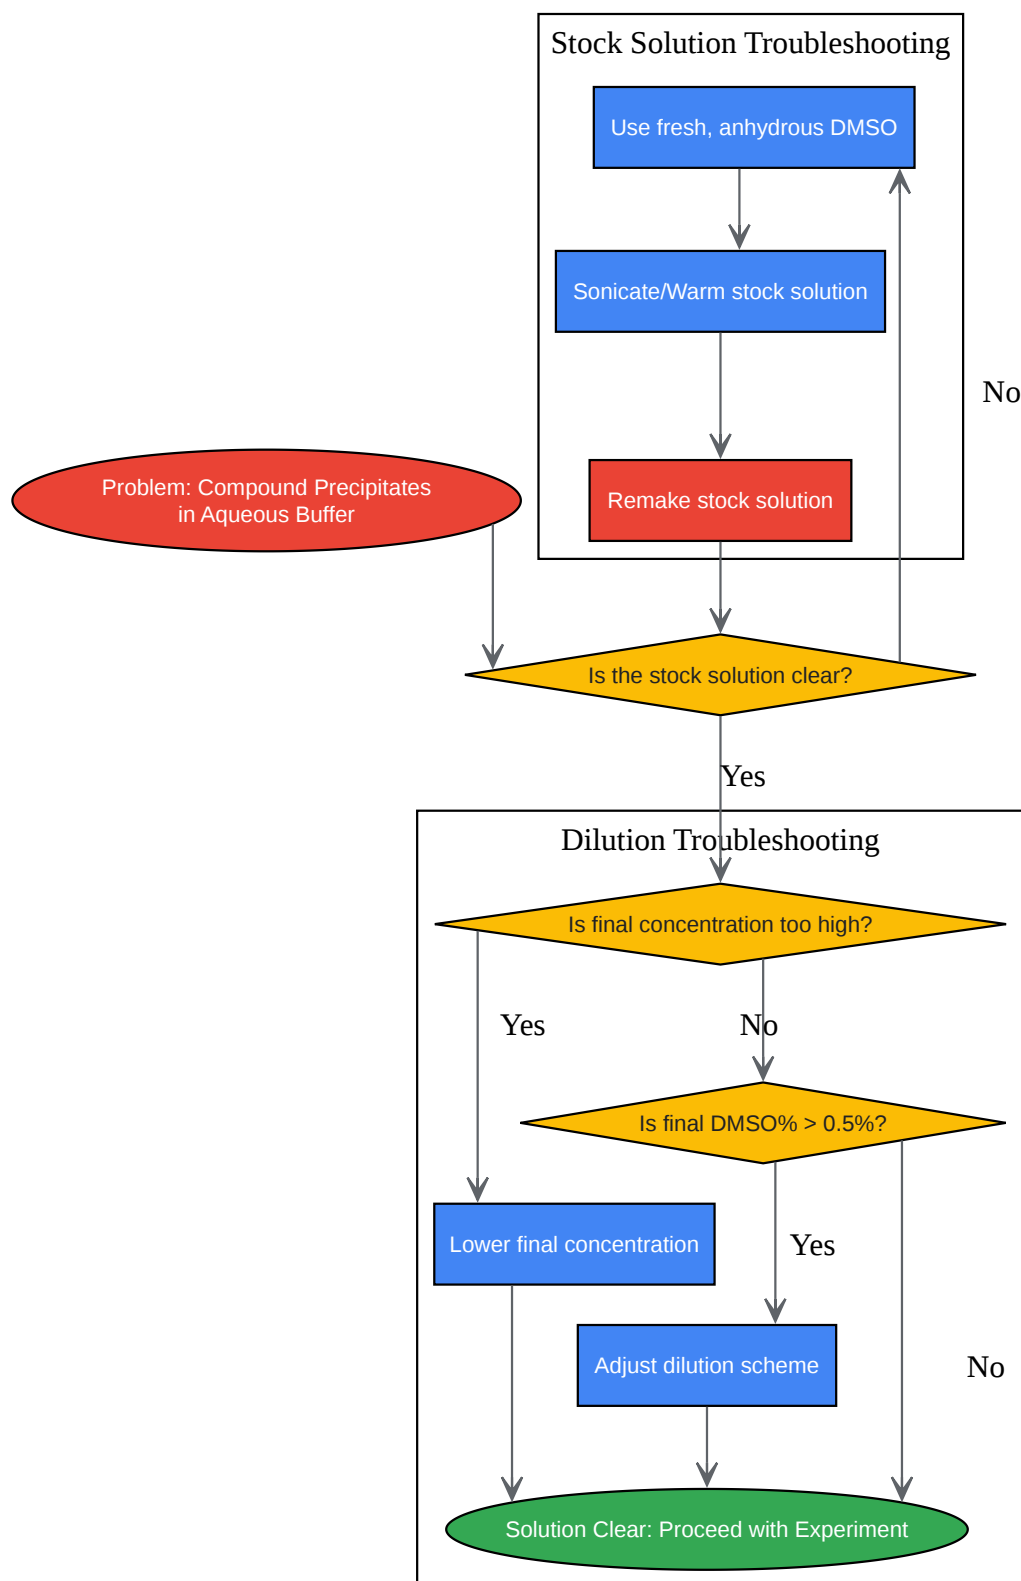 Stock Solution Troubleshooting
Use fresh, anhydrous DMSO
Sonicate/Warm stock solution
No
Problem: Compound Precipitates
in Aqueous Buffer
Remake stock solution
Is the stock solution clear?
Yes
Dilution Troubleshooting
Is final concentration too high?
Yes
No
Is final DMSO% > 0.5%?
Lower final concentration
Yes
Adjust dilution scheme
No
Solution Clear: Proceed with Experiment